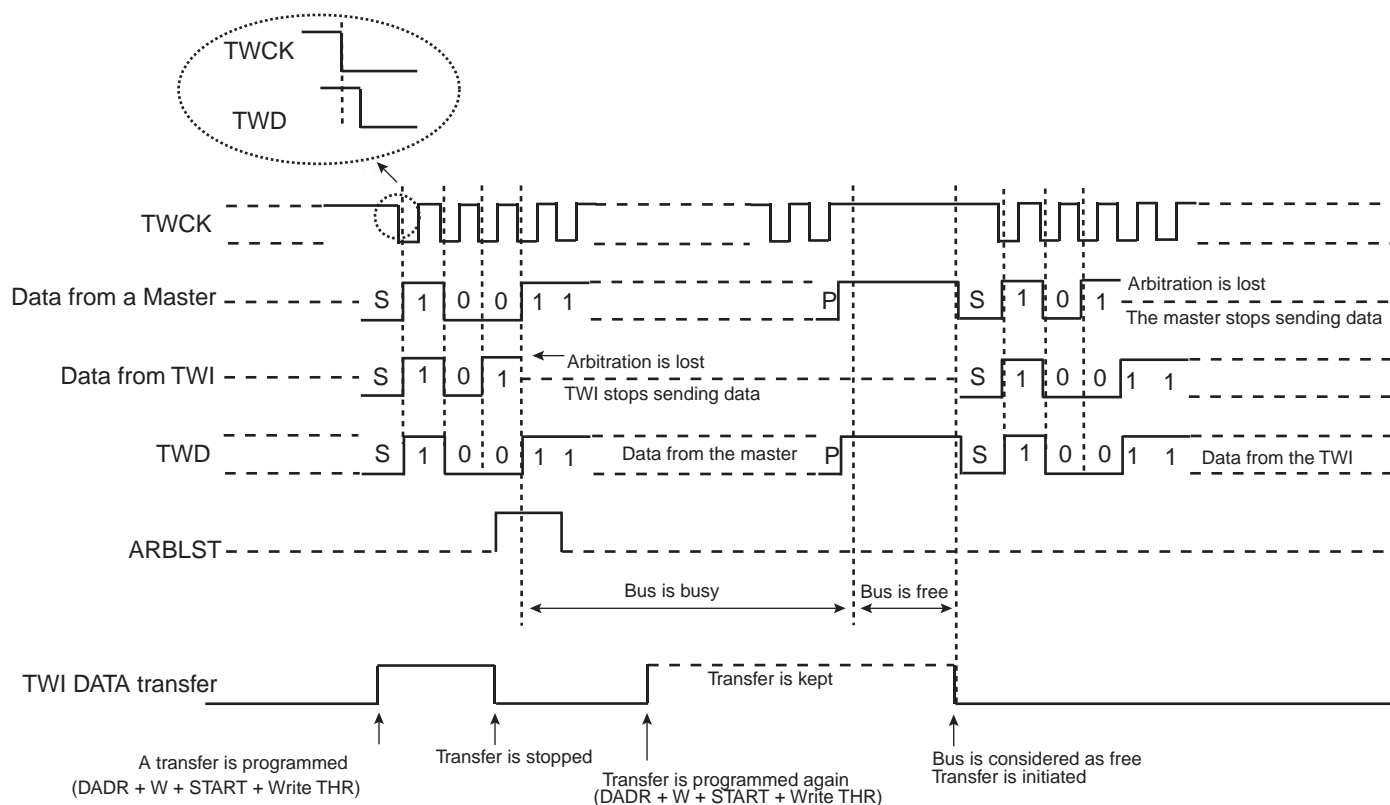 TWCK
TWD
TWCK
Data from a Master S 1 0 0 1 1 P S 1 0 1 Arbitration is lost
The master stops sending data
Data from TWI S 1 0 1 Arbitration is lost S 1 0 0 1 1
TWI stops sending data
TWD S 1 0 0 1 1 Data from the master P S 1 0 0 1 1 Data from the TWI
ARBLST
Bus is busy Bus is free
TWI DATA transfer Transfer is kept
A transfer is programmed
(DADR + W + START + Write THR)
Transfer is stopped
Transfer is programmed again
(DADR + W + START + Write THR)
Bus is considered as free
Transfer is initiated